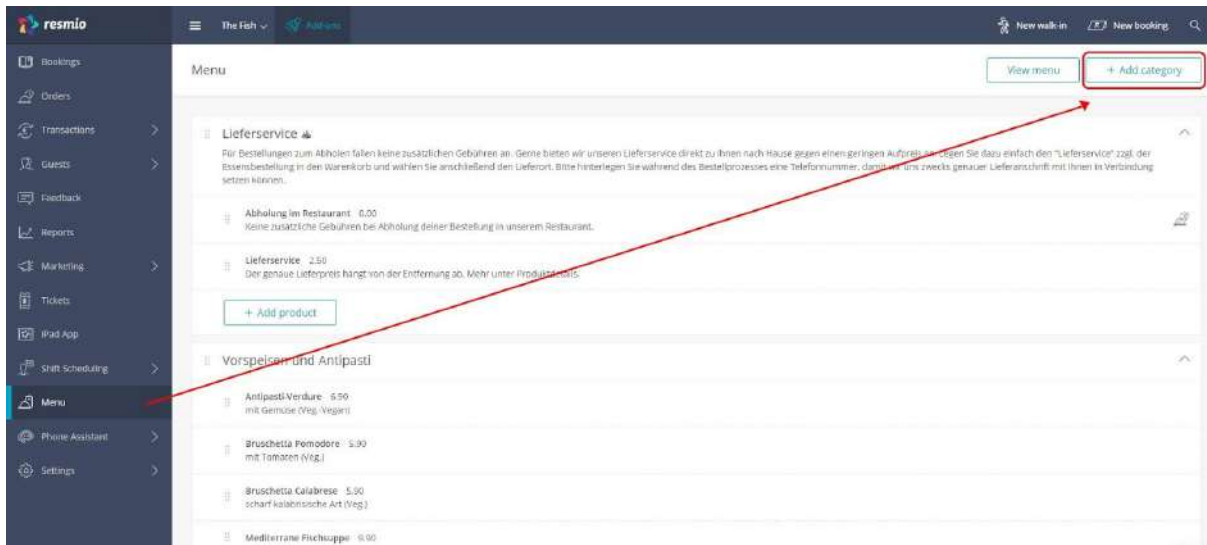 resmio
The Fish
Add-ons
New walk-in
New booking
Bookings
Orders
Transactions
Guests
Feedback
Reports
Marketing
Tickets
iPad App
Shift Scheduling
Menu
Phone Assistant
Settings
Menu
View menu
+ Add category
Lieferservice
Für Bestellungen zum Abholen fallen keine zusätzlichen Gebühren an. Gerne bieten wir unseren Lieferservice direkt zu Ihnen nach Hause gegen einen geringen Aufpreis an. Legen Sie dazu einfach den "Lieferservice" zzgl. der
Essensbestellung in den Warenkorb und wählen Sie anschließend den Lieferort. Bitte hinterlegen Sie während des Bestellprozesses eine Telefonnummer, damit wir uns zwecks genauer Lieferanschrift mit Ihnen in Verbindung
setzen können.
Abholung im Restaurant 0.00
Keine zusätzliche Gebühren bei Abholung deiner Bestellung in unserem Restaurant.
Lieferservice 2.50
Der genaue Lieferpreis hängt von der Entfernung ab. Mehr unter Produktdetails.
+ Add product
Vorspeisen und Antipasti
Antipasti-Verdure 6.90
mit Gemüse (Veg.-Vegan)
Bruschetta Pomodore 5.90
mit Tomaten (Veg.)
Bruschetta Calabrese 5.90
scharf kalabrisische Art (Veg.)
Mediterrane Fischsuppe 9.90